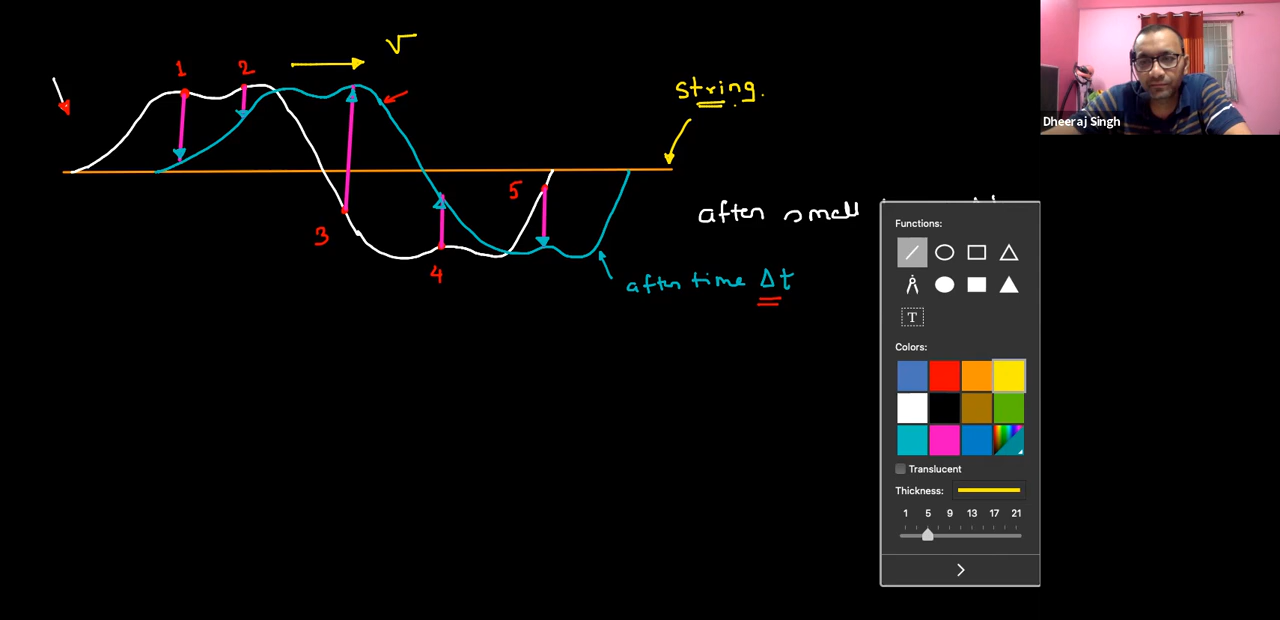 V
1
2
string.
Dheeraj Singh
5
3
after small
4
after time Δt
Functions:
T
Colors:
Translucent
Thickness:
1 5 9 13 17 21